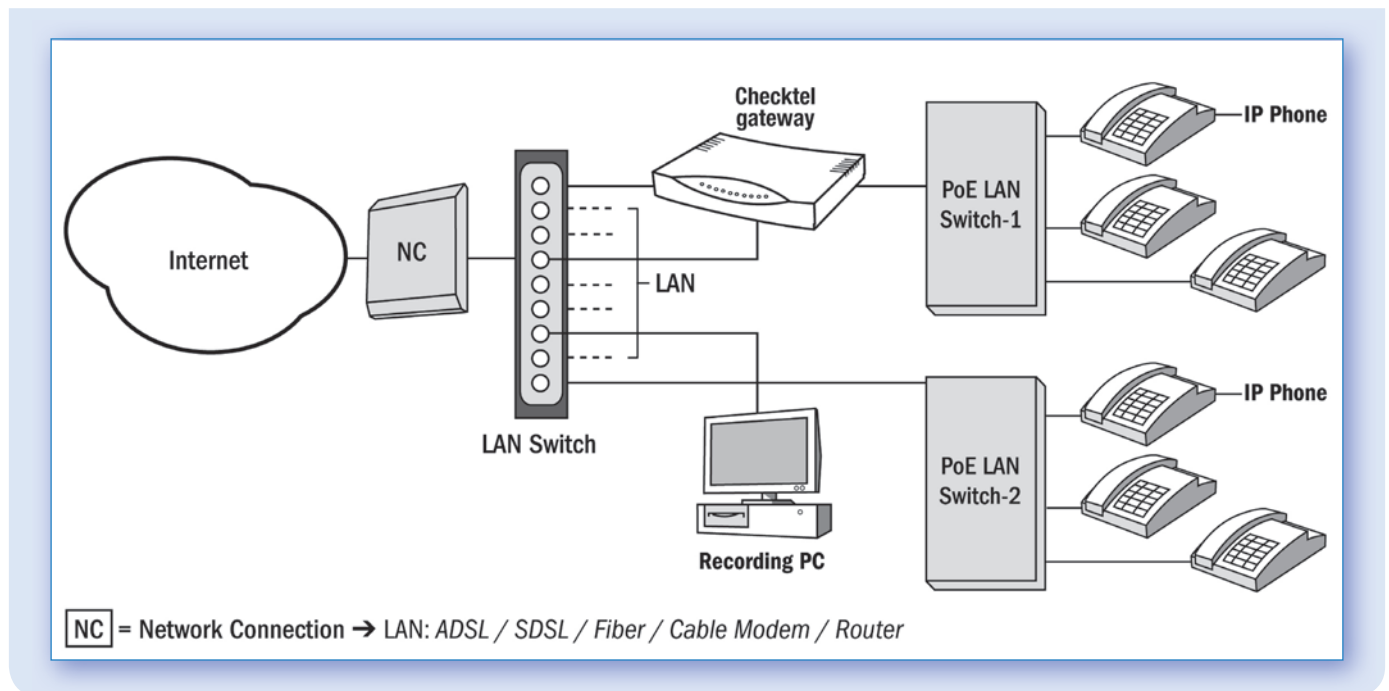 Checktel
gateway
IP Phone
PoE LAN
Switch-1
Internet
NC
LAN
LAN Switch
IP Phone
PoE LAN
Switch-2
Recording PC
NC = Network Connection ➔ LAN: ADSL / SDSL / Fiber / Cable Modem / Router